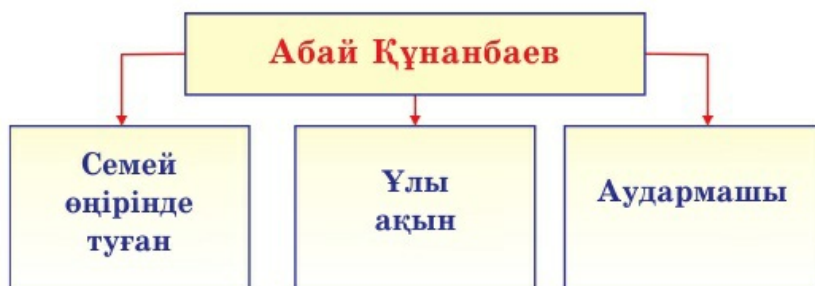 Абай Құнанбаев
Семей
өңірінде
туған
Ұлы
ақын
Аудармашы